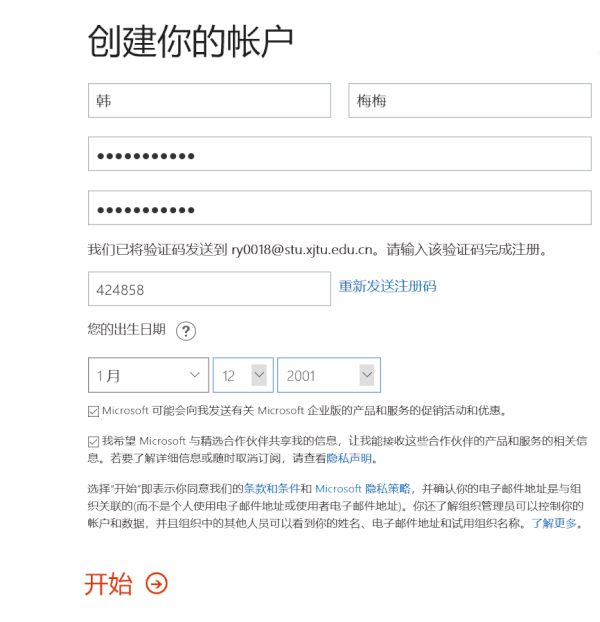 创建你的帐户
韩 梅梅
●●●●●●●●●●●
●●●●●●●●●●●
我们已将验证码发送到 ry0018@stu.xjtu.edu.cn。请输入该验证码完成注册。
424858 重新发送注册码
您的出生日期 ?
1 月 12 2001
Microsoft 可能会向我发送有关 Microsoft 企业版的产品和服务的促销活动和优惠。
我希望 Microsoft 与精选合作伙伴共享我的信息，让我能接收这些合作伙伴的产品和服务的相关信
息。若要了解详细信息或随时取消订阅，请查看隐私声明。
选择"开始"即表示你同意我们的条款和条件和 Microsoft 隐私策略，并确认你的电子邮件地址是与组
织关联的(而不是个人使用电子邮件地址或使用者电子邮件地址)。你还了解组织管理员可以控制你的
帐户和数据，并且组织中的其他人员可以看到你的姓名、电子邮件地址和试用组织名称。了解更多。
开始